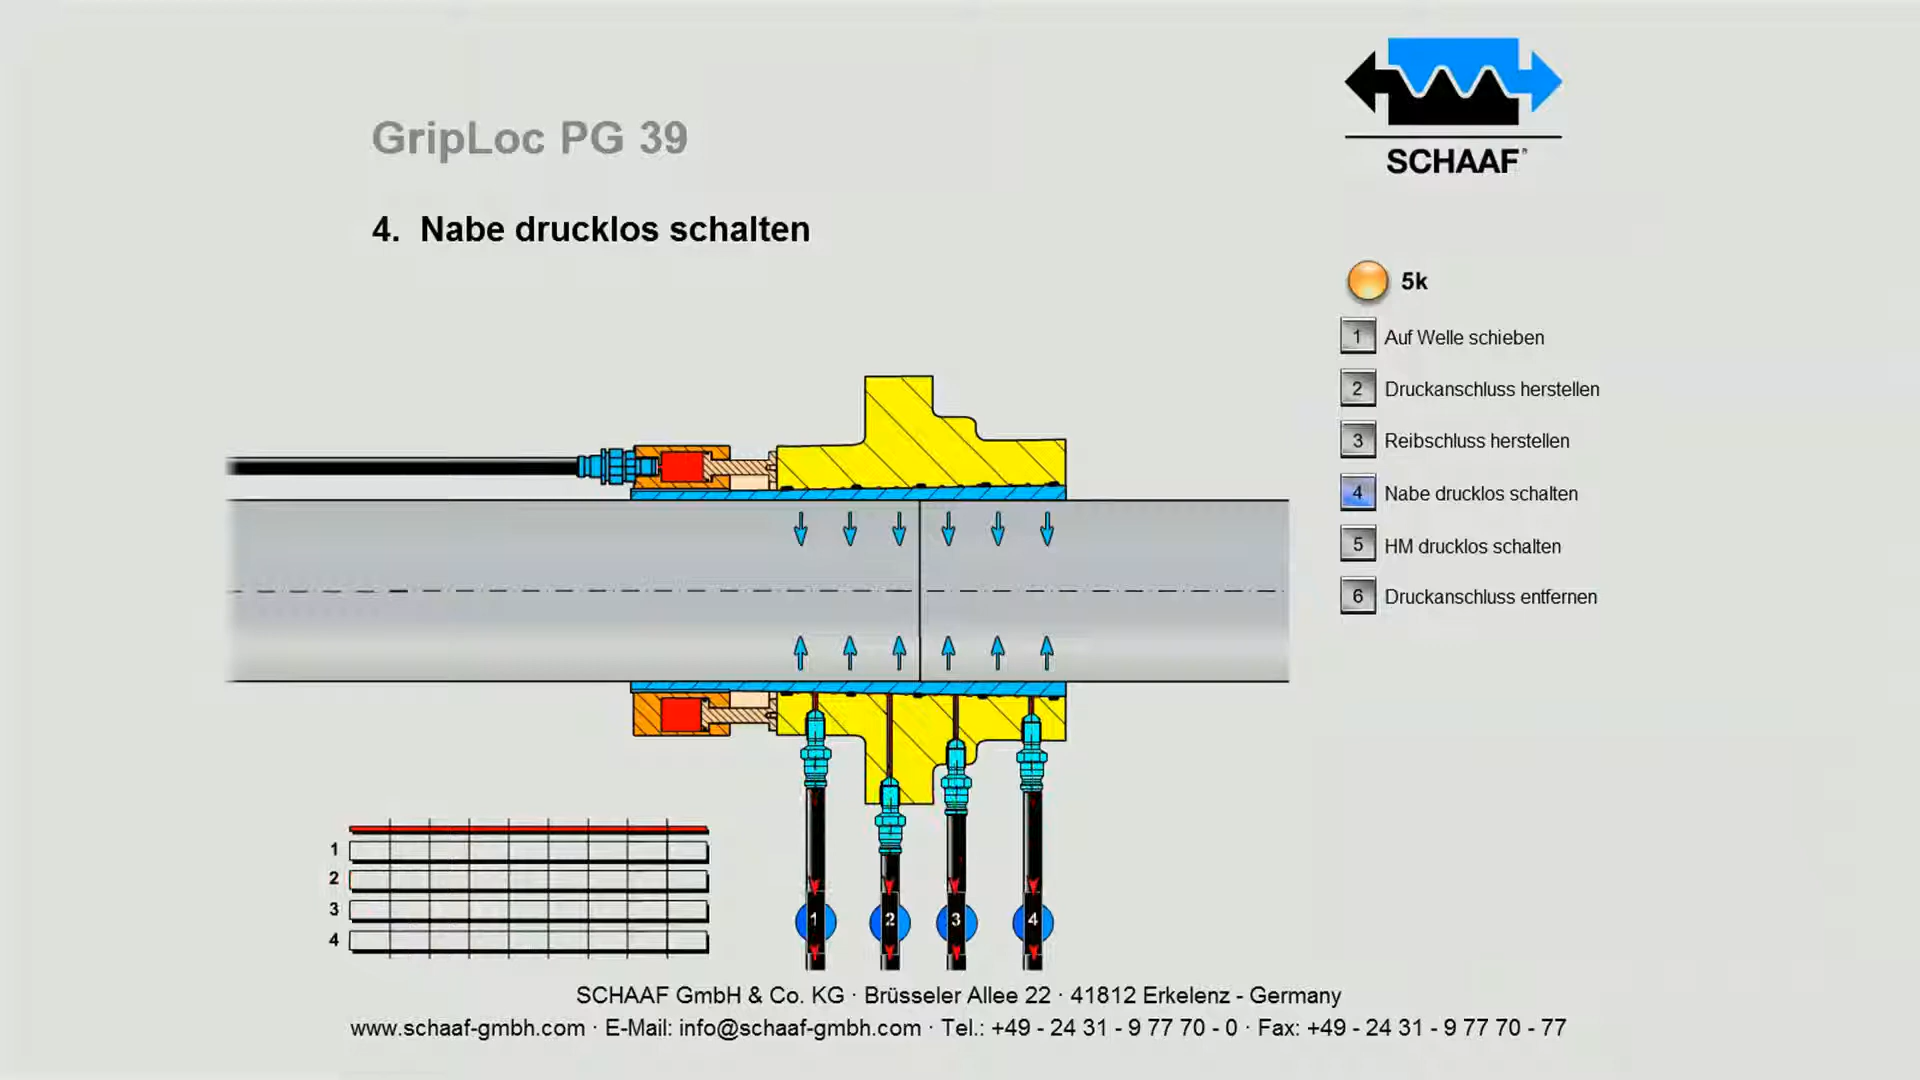 GripLoc PG 39
SCHAAF®
4. Nabe drucklos schalten
5k
1 Auf Welle schieben
2 Druckanschluss herstellen
3 Reibschluss herstellen
4 Nabe drucklos schalten
5 HM drucklos schalten
6 Druckanschluss entfernen
1
2
3
4
1 2 3 4
SCHAAF GmbH & Co. KG · Brüsseler Allee 22 · 41812 Erkelenz - Germany
www.schaaf-gmbh.com · E-Mail: info@schaaf-gmbh.com · Tel.: +49 - 24 31 - 9 77 70 - 0 · Fax: +49 - 24 31 - 9 77 70 - 77